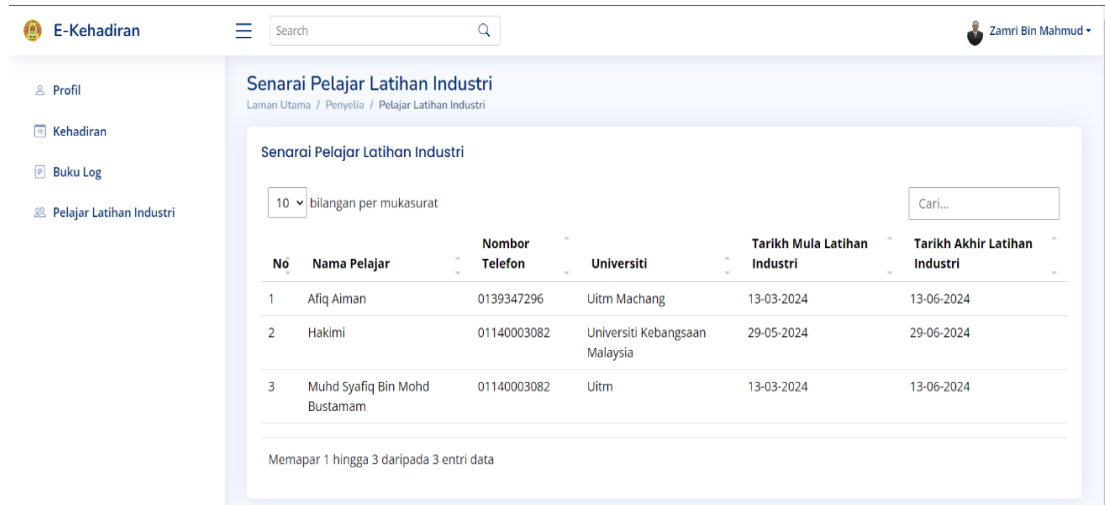 E-Kehadiran
Search
Zamri Bin Mahmud
Profil
Kehadiran
Buku Log
Pelajar Latihan Industri
Senarai Pelajar Latihan Industri
Laman Utama / Penyelia / Pelajar Latihan Industri
Senarai Pelajar Latihan Industri
10 bilangan per mukasurat
Cari...
No Nama Pelajar Nombor Telefon Universiti Tarikh Mula Latihan Industri Tarikh Akhir Latihan Industri
1 Afiq Aiman 0139347296 Uitm Machang 13-03-2024 13-06-2024
2 Hakimi 01140003082 Universiti Kebangsaan Malaysia 29-05-2024 29-06-2024
3 Muhd Syafiq Bin Mohd Bustamam 01140003082 Uitm 13-03-2024 13-06-2024
Memapar 1 hingga 3 daripada 3 entri data